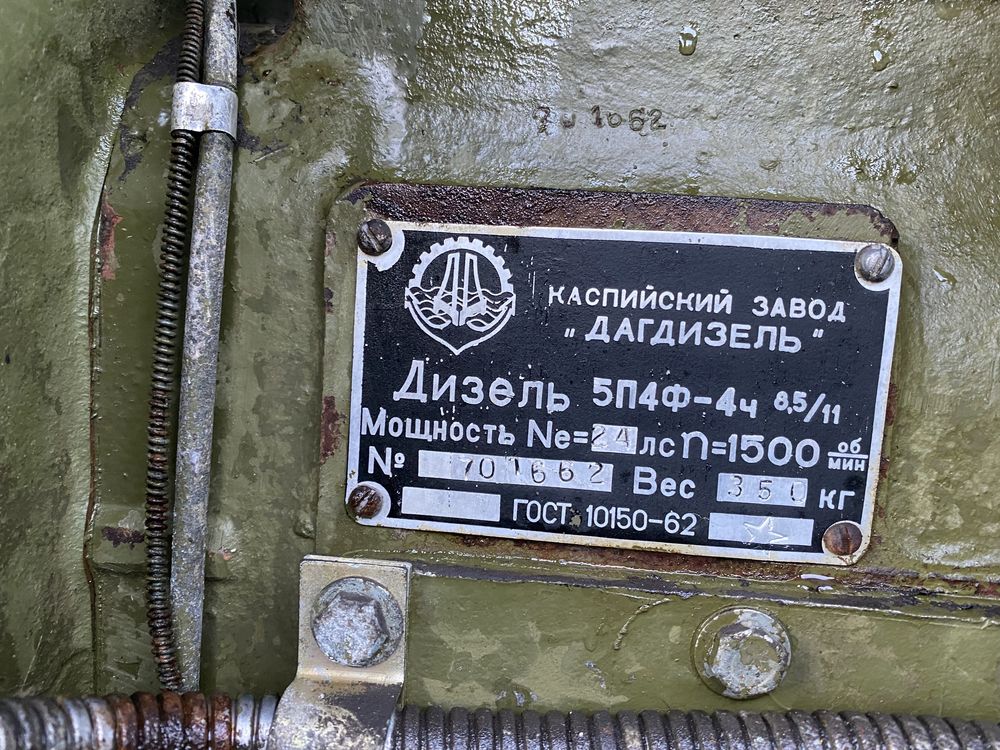 1062
КАСПИЙСКИЙ ЗАВОД
„ДАГДИЗЕЛЬ"
Дизель 5П4Ф-4ч 8,5/11
Мощность Ne=24 лс n=1500 об/мин
№ 701662 Вес 350 кг
ГОСТ 10150-62